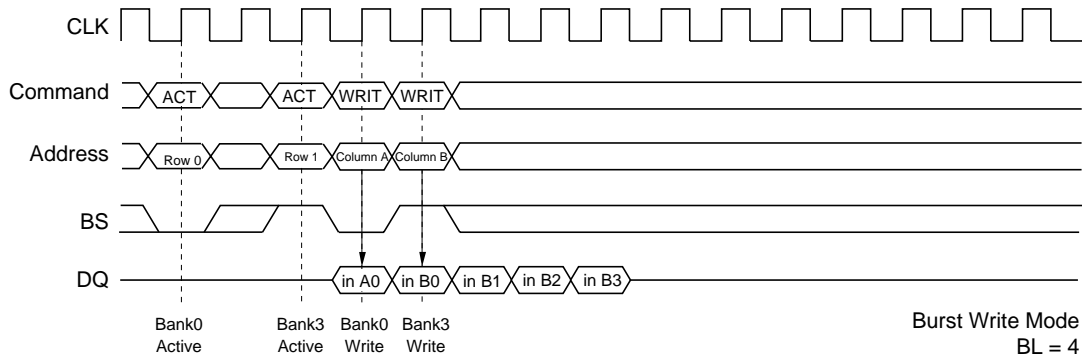 CLK
Command ACT ACT WRIT WRIT
Address Row 0 Row 1 Column A Column B
BS
DQ in A0 in B0 in B1 in B2 in B3
Bank0 Bank3 Bank0 Bank3
Active Active Write Write
Burst Write Mode
BL = 4